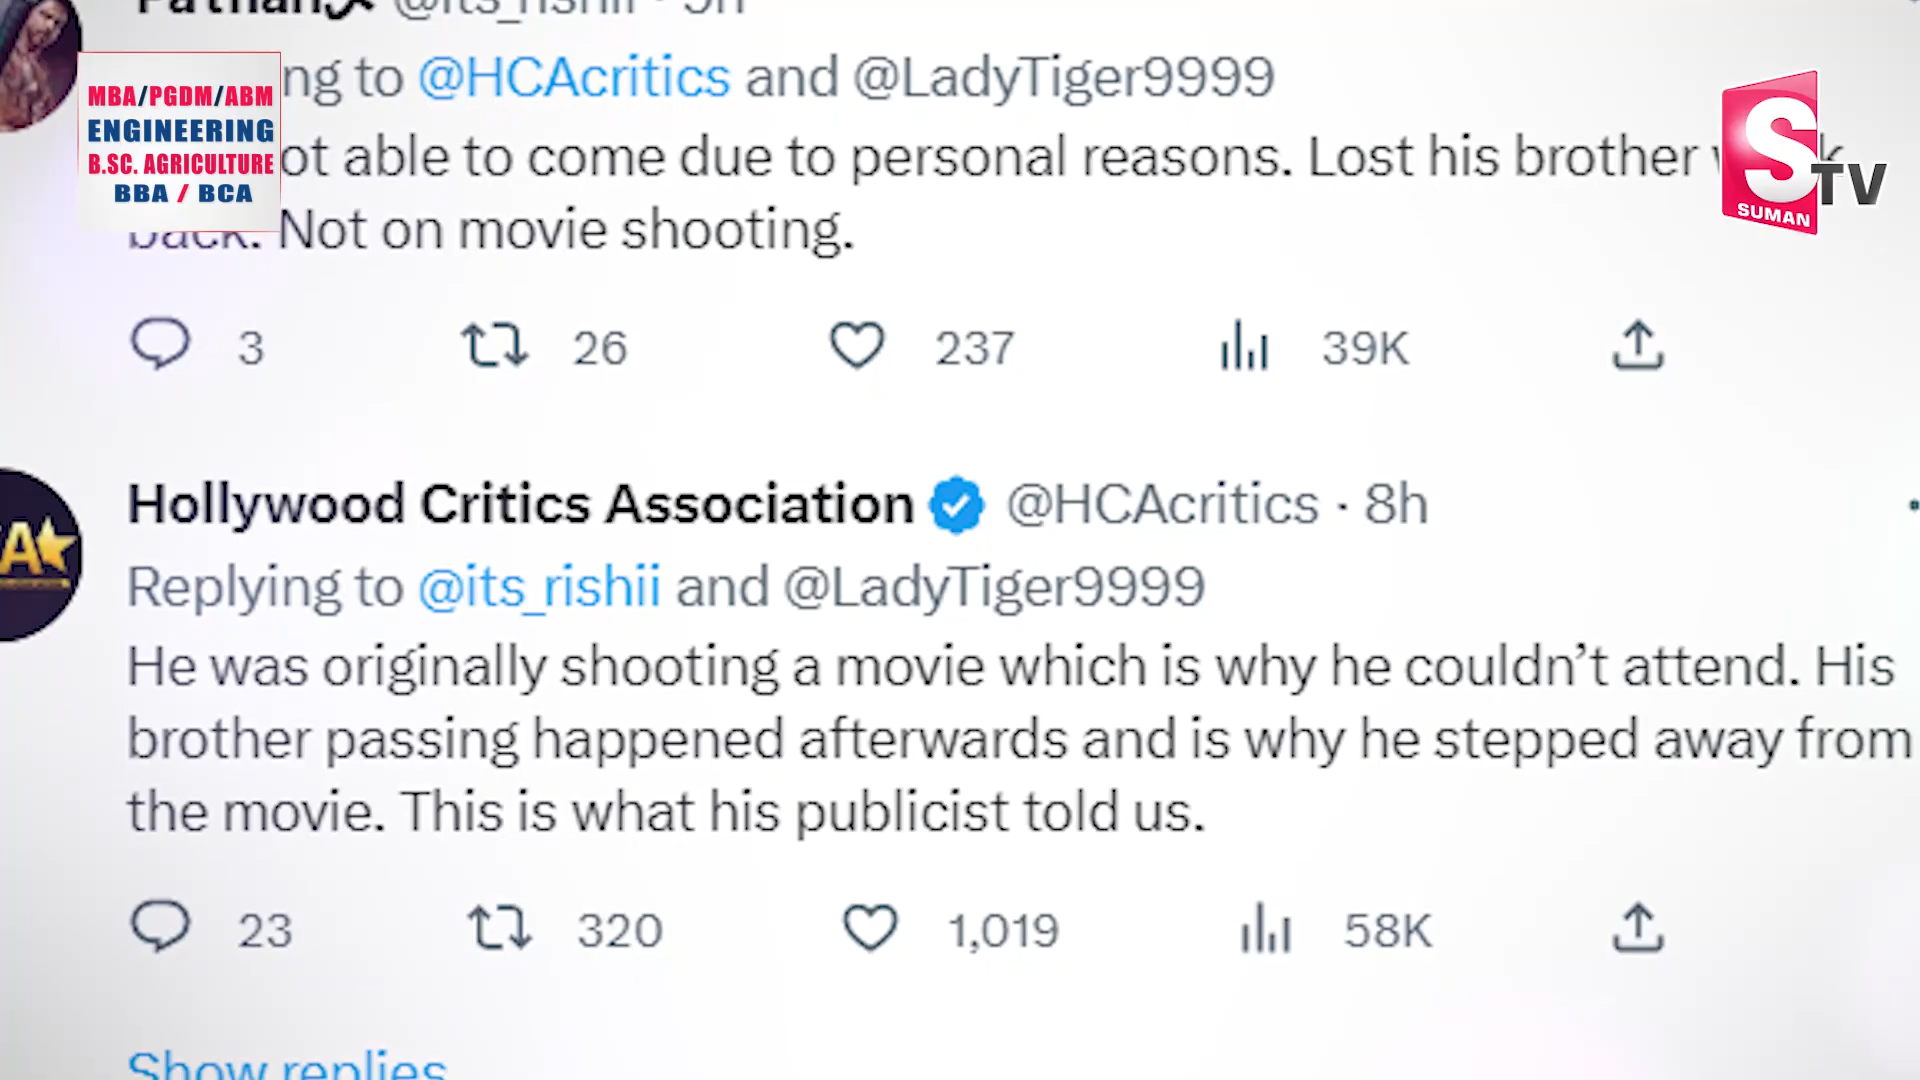 @its_rishii · 9h
ng to @HCAcritics and @LadyTiger9999
MBA/PGDM/ABM
ENGINEERING
B.SC. AGRICULTURE
BBA / BCA
S
TV
SUMAN
ot able to come due to personal reasons. Lost his brother
back. Not on movie shooting.
3 26 237 39K
A
Hollywood Critics Association @HCAcritics · 8h
Replying to @its_rishii and @LadyTiger9999
He was originally shooting a movie which is why he couldn’t attend. His
brother passing happened afterwards and is why he stepped away from
the movie. This is what his publicist told us.
23 320 1,019 58K
Show replies